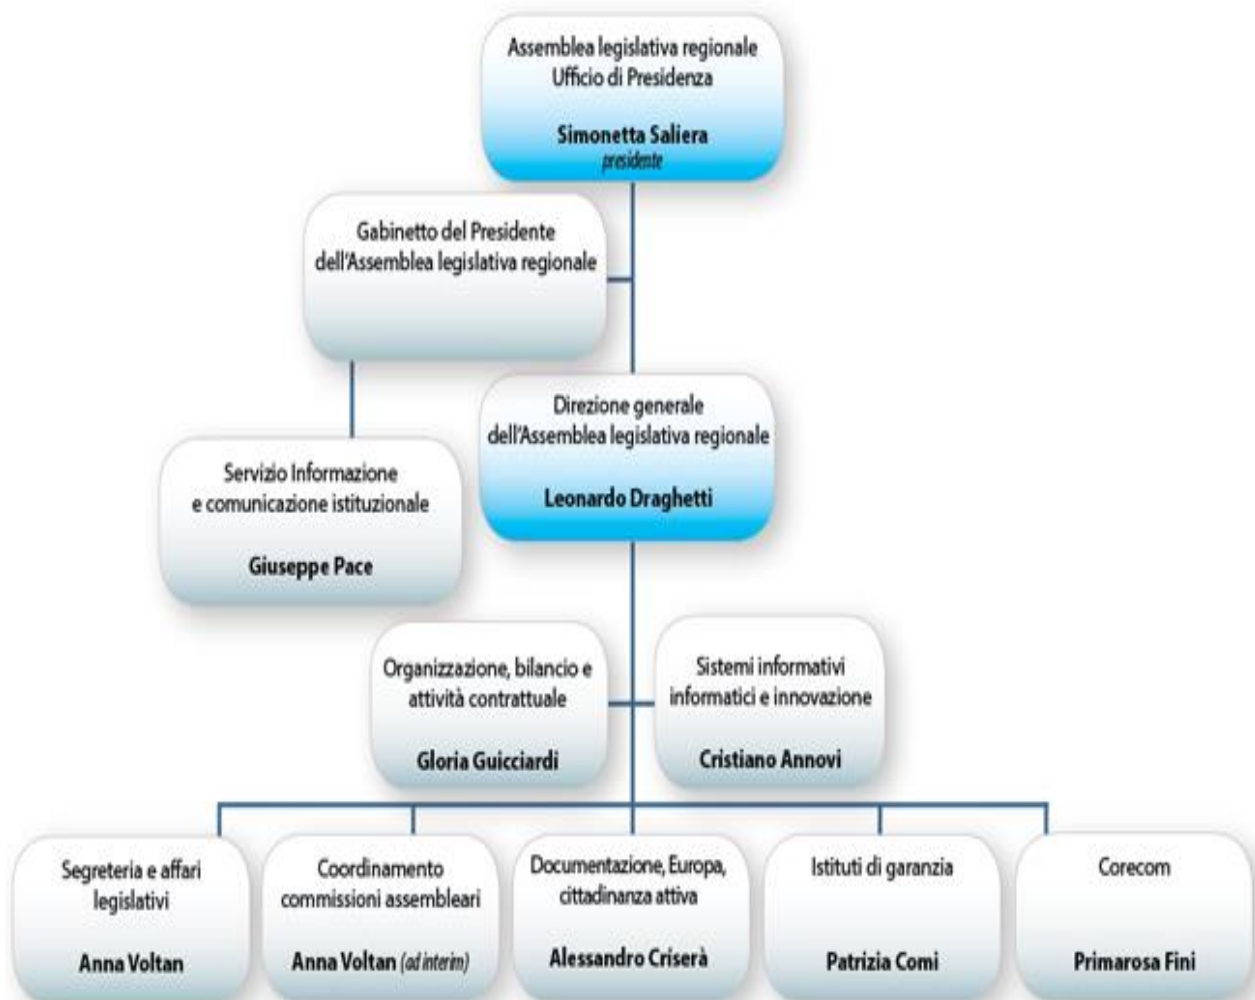 Assemblea legislativa regionale
Ufficio di Presidenza
Simonetta Saliera
presidente
Gabinetto del Presidente
dell'Assemblea legislativa regionale
Direzione generale
dell'Assemblea legislativa regionale
Leonardo Draghetti
Servizio Informazione
e comunicazione istituzionale
Giuseppe Pace
Organizzazione, bilancio e
attività contrattuale
Gloria Guicciardi
Sistemi informativi
informatici e innovazione
Cristiano Annovi
Segreteria e affari
legislativi
Anna Voltan
Coordinamento
commissioni assembleari
Anna Voltan (ad interim)
Documentazione, Europa,
cittadinanza attiva
Alessandro Criserà
Istituti di garanzia
Patrizia Comi
Corecom
Primarosa Fini